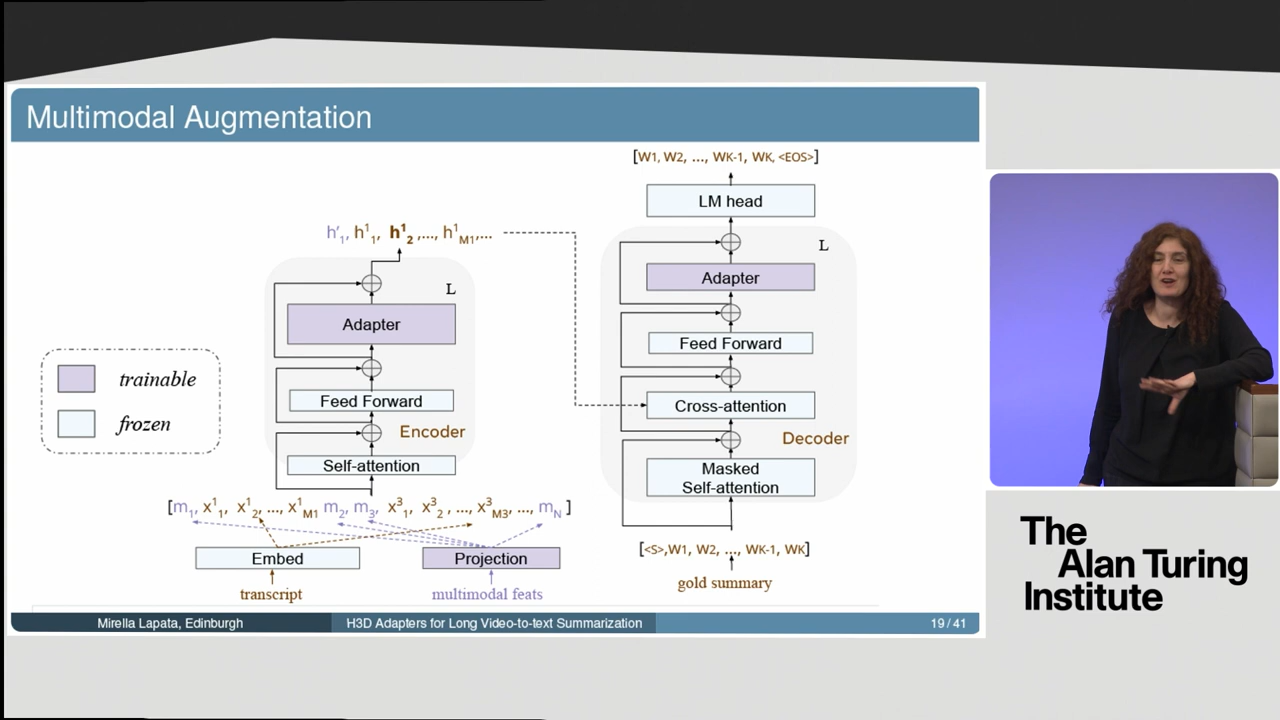 Multimodal Augmentation
[W1, W2, ..., WK-1, WK, <EOS>]
LM head
L
Adapter
Feed Forward
Cross-attention
Decoder
Masked
Self-attention
[<S>,W1, W2, ..., WK-1, WK]
gold summary
h'1, h¹1, h¹2 ,..., h¹M1,...
L
Adapter
Feed Forward
Encoder
Self-attention
[m1, x¹1, x¹2, ..., x¹M1 m2, m3, x³1, x³2 , ..., x³M3, ..., mN ]
Embed
Projection
transcript
multimodal feats
trainable
frozen
Mirella Lapata, Edinburgh
H3D Adapters for Long Video-to-text Summarization
19 / 41
The
Alan Turing
Institute